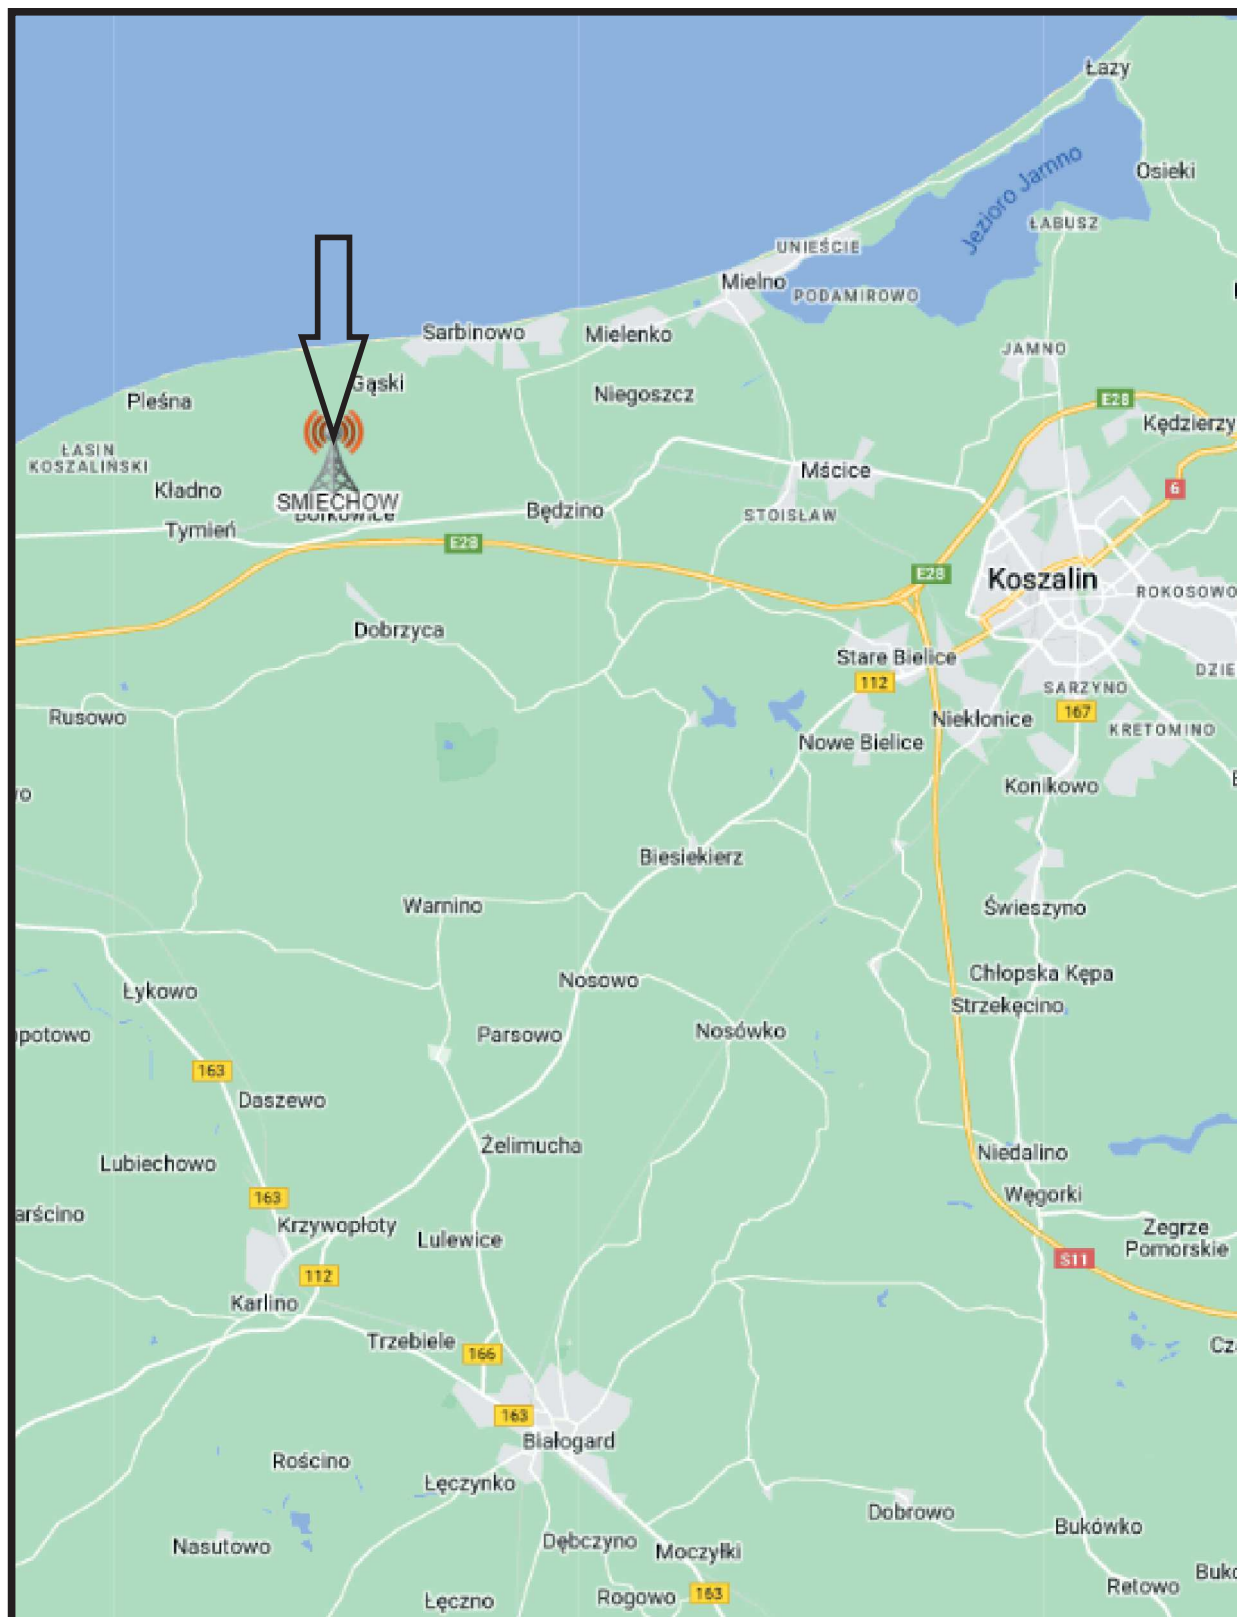 Łazy
Osieki
Jezioro Jamno
ŁABUSZ
UNIEŚCIE
Mielno
PODAMIROWO
Sarbinowo
Mielenko
JAMNO
Gąski
Niegoszcz
Pleśna
E28
Kędzierzy
ŁASIN
KOSZALIŃSKI
Mścice
Kładno
6
SMIECHOW
Będzino
STOISŁAW
Tymień
E28
E28
Koszalin
ROKOSOWO
Dobrzyca
Stare Bielice
DZIE
112
SARZYNO
Rusowo
167
Niekłonice
KRETOMINO
Nowe Bielice
Konikowo
Biesiekierz
Warnino
Świeszyno
Chłopska Kępa
Nosowo
Łykowo
Strzekęcino
Nosówko
Parsowo
opotowo
163
Daszewo
Żelimucha
Niedalino
Lubiechowo
Węgorki
163
arścino
Krzywopłoty
Zegrze
Pomorskie
Lulewice
S11
112
Karlino
Trzebiele
166
163
Białogard
Rościno
Łęczynko
Dobrowo
Bukówko
Nasutowo
Dębczyno
Moczyłki
Retowo
163
Rogowo
Łęczno